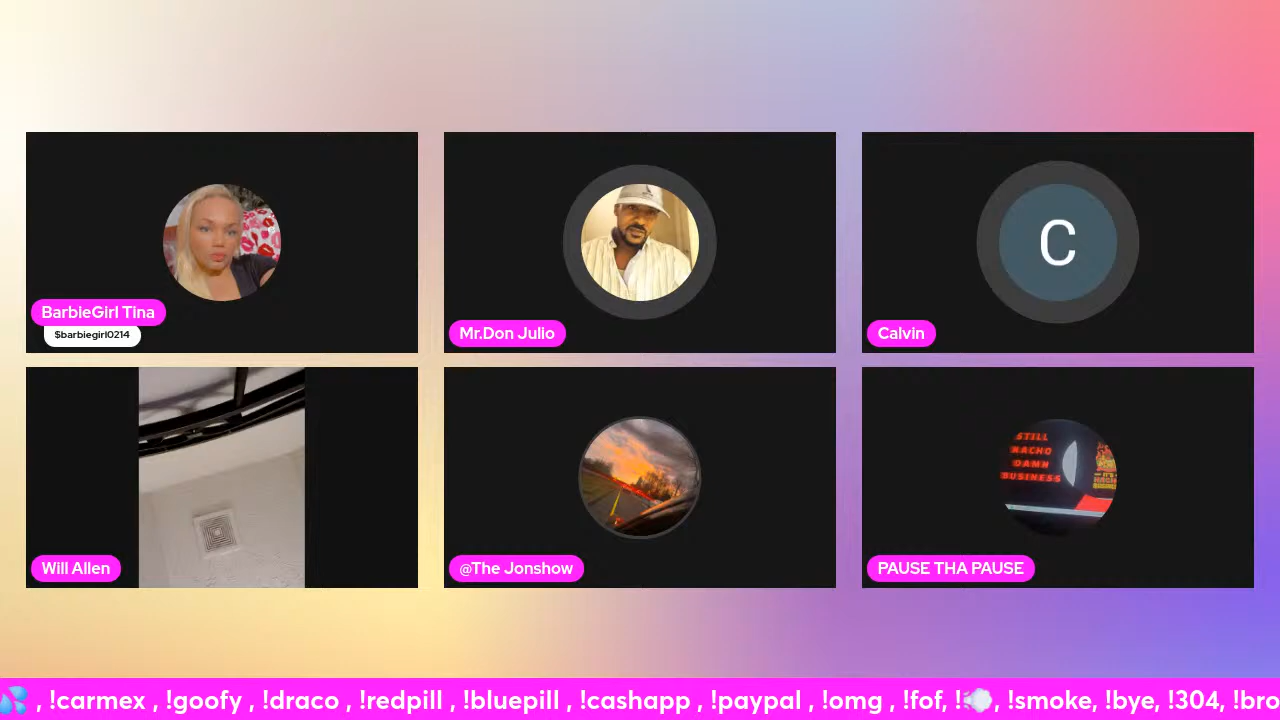 BarbieGirl Tina
$barbiegirl0214
Mr.Don Julio
C
Calvin
Will Allen
@The Jonshow
STILL
NACHO
DAMN
BUSINESS
PAUSE THA PAUSE
💦 , !carmex , !goofy , !draco , !redpill , !bluepill , !cashapp , !paypal , !omg , !fof, !💨, !smoke, !bye, !304, !bro